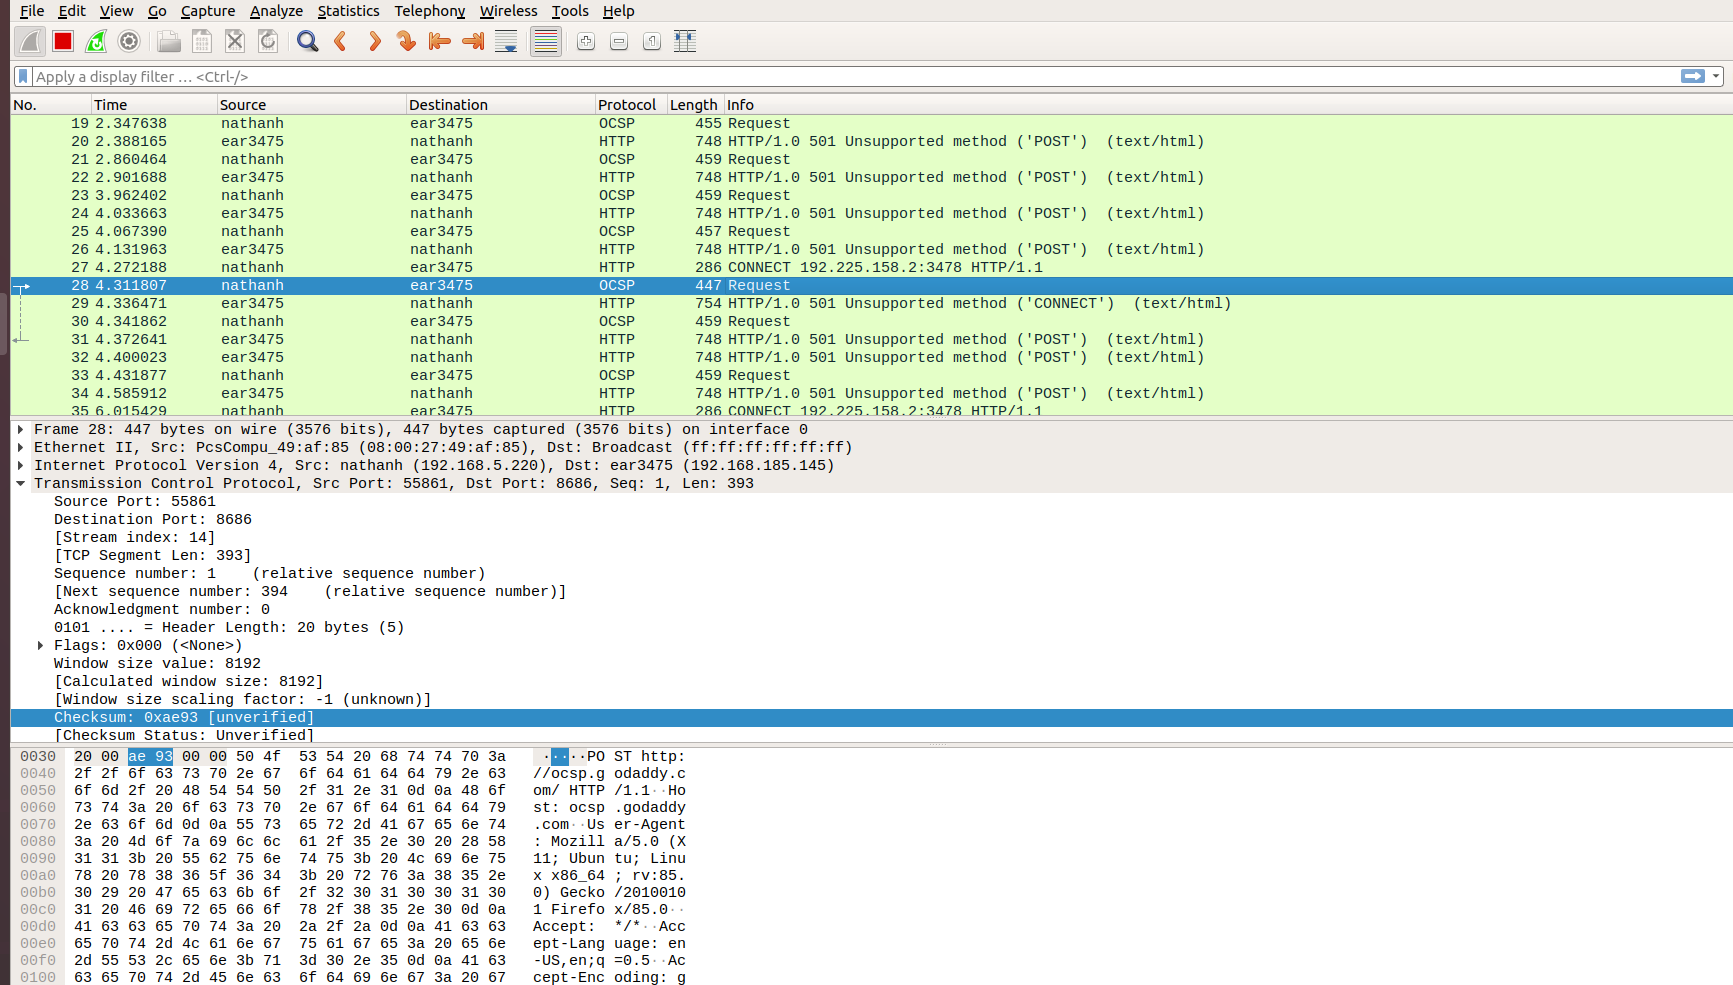 File Edit View Go Capture Analyze Statistics Telephony Wireless Tools Help
Apply a display filter … <Ctrl-/>
No. Time Source Destination Protocol Length Info
19 2.347638 nathanh ear3475 OCSP 455 Request
20 2.388165 ear3475 nathanh HTTP 748 HTTP/1.0 501 Unsupported method ('POST')  (text/html)
21 2.860464 nathanh ear3475 OCSP 459 Request
22 2.901688 ear3475 nathanh HTTP 748 HTTP/1.0 501 Unsupported method ('POST')  (text/html)
23 3.962402 nathanh ear3475 OCSP 459 Request
24 4.033663 ear3475 nathanh HTTP 748 HTTP/1.0 501 Unsupported method ('POST')  (text/html)
25 4.067390 nathanh ear3475 OCSP 457 Request
26 4.131963 ear3475 nathanh HTTP 748 HTTP/1.0 501 Unsupported method ('POST')  (text/html)
27 4.272188 nathanh ear3475 HTTP 286 CONNECT 192.225.158.2:3478 HTTP/1.1
28 4.311807 nathanh ear3475 OCSP 447 Request
29 4.336471 ear3475 nathanh HTTP 754 HTTP/1.0 501 Unsupported method ('CONNECT')  (text/html)
30 4.341862 nathanh ear3475 OCSP 459 Request
31 4.372641 ear3475 nathanh HTTP 748 HTTP/1.0 501 Unsupported method ('POST')  (text/html)
32 4.400023 ear3475 nathanh HTTP 748 HTTP/1.0 501 Unsupported method ('POST')  (text/html)
33 4.431877 nathanh ear3475 OCSP 459 Request
34 4.585912 ear3475 nathanh HTTP 748 HTTP/1.0 501 Unsupported method ('POST')  (text/html)
35 6.015429 nathanh ear3475 HTTP 286 CONNECT 192.225.158.2:3478 HTTP/1.1
Frame 28: 447 bytes on wire (3576 bits), 447 bytes captured (3576 bits) on interface 0
Ethernet II, Src: PcsCompu_49:af:85 (08:00:27:49:af:85), Dst: Broadcast (ff:ff:ff:ff:ff:ff)
Internet Protocol Version 4, Src: nathanh (192.168.5.220), Dst: ear3475 (192.168.185.145)
Transmission Control Protocol, Src Port: 55861, Dst Port: 8686, Seq: 1, Len: 393
Source Port: 55861
Destination Port: 8686
[Stream index: 14]
[TCP Segment Len: 393]
Sequence number: 1    (relative sequence number)
[Next sequence number: 394    (relative sequence number)]
Acknowledgment number: 0
0101 .... = Header Length: 20 bytes (5)
Flags: 0x000 (<None>)
Window size value: 8192
[Calculated window size: 8192]
[Window size scaling factor: -1 (unknown)]
Checksum: 0xae93 [unverified]
[Checksum Status: Unverified]
0030 20 00 ae 93 00 00 50 4f  53 54 20 68 74 74 70 3a  ·····PO ST http:
0040 2f 2f 6f 63 73 70 2e 67  6f 64 61 64 64 79 2e 63  //ocsp.g odaddy.c
0050 6f 6d 2f 20 48 54 54 50  2f 31 2e 31 0d 0a 48 6f  om/ HTTP /1.1··Ho
0060 73 74 3a 20 6f 63 73 70  2e 67 6f 64 61 64 64 79  st: ocsp .godaddy
0070 2e 63 6f 6d 0d 0a 55 73  65 72 2d 41 67 65 6e 74  .com··Us er-Agent
0080 3a 20 4d 6f 7a 69 6c 6c  61 2f 35 2e 30 20 28 58  : Mozill a/5.0 (X
0090 31 31 3b 20 55 62 75 6e  74 75 3b 20 4c 69 6e 75  11; Ubun tu; Linu
00a0 78 20 78 38 36 5f 36 34  3b 20 72 76 3a 38 35 2e  x x86_64 ; rv:85.
00b0 30 29 20 47 65 63 6b 6f  2f 32 30 31 30 30 31 30  0) Gecko /2010010
00c0 31 20 46 69 72 65 66 6f  78 2f 38 35 2e 30 0d 0a  1 Firefo x/85.0··
00d0 41 63 63 65 70 74 3a 20  2a 2f 2a 0d 0a 41 63 63  Accept:  */*··Acc
00e0 65 70 74 2d 4c 61 6e 67  75 61 67 65 3a 20 65 6e  ept-Lang uage: en
00f0 2d 55 53 2c 65 6e 3b 71  3d 30 2e 35 0d 0a 41 63  -US,en;q =0.5··Ac
0100 63 65 70 74 2d 45 6e 63  6f 64 69 6e 67 3a 20 67  cept-Enc oding: g